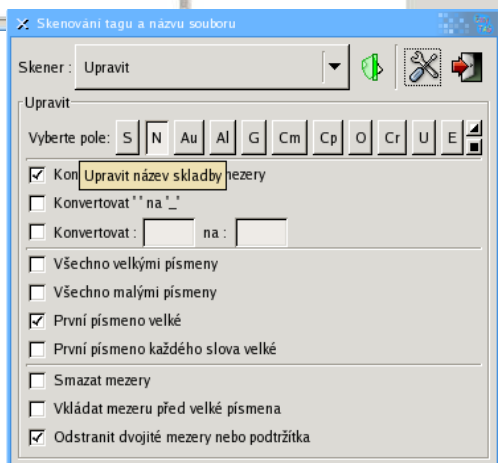 Skenování tagu a názvu souboru
Skener : Upravit
Upravit
Vyberte pole: S N Au Al G Cm Cp O Cr U E
Kon Upravit název skladby mezery
Konvertovat ' ' na '_'
Konvertovat : na :
Všechno velkými písmeny
Všechno malými písmeny
První písmeno velké
První písmeno každého slova velké
Smazat mezery
Vkládat mezeru před velké písmena
Odstranit dvojité mezery nebo podtržítka